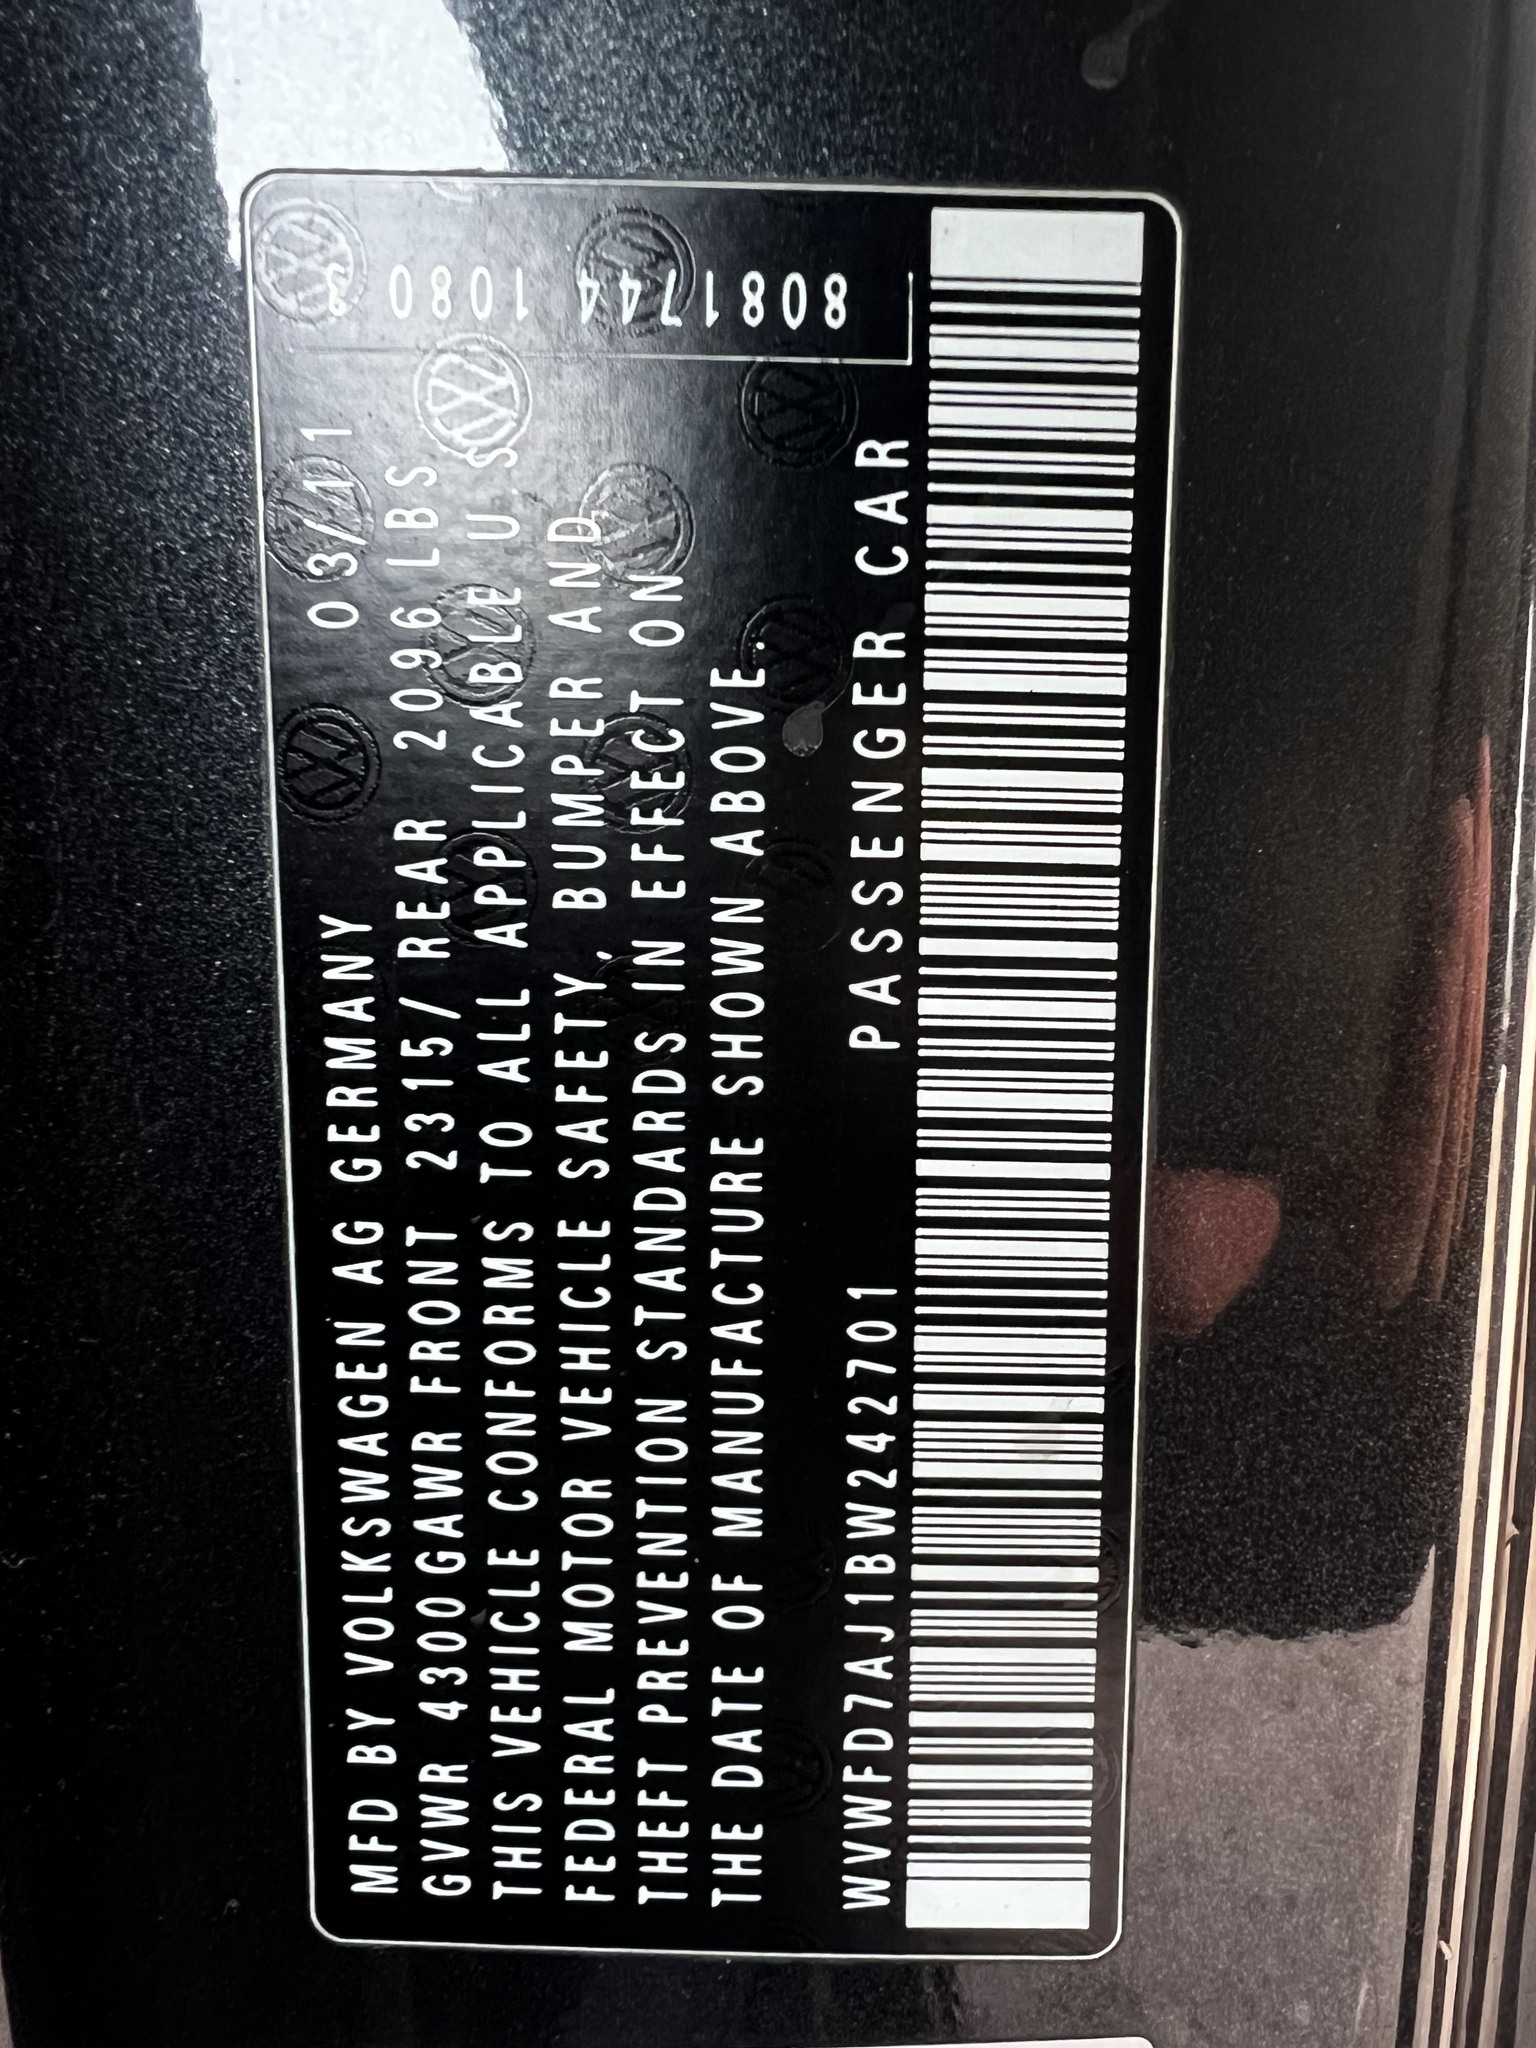 MFD BY VOLKSWAGEN AG GERMANY 03/11
GVWR 4300GAWR FRONT 2315/ REAR 2096 LBS
THIS VEHICLE CONFORMS TO ALL APPLICABLE U.S
FEDERAL MOTOR VEHICLE SAFETY, BUMPER AND
THEFT PREVENTION STANDARDS IN EFFECT ON
THE DATE OF MANUFACTURE SHOWN ABOVE.
WVWFD7AJ1BW242701 PASSENGER CAR
8081744 1080